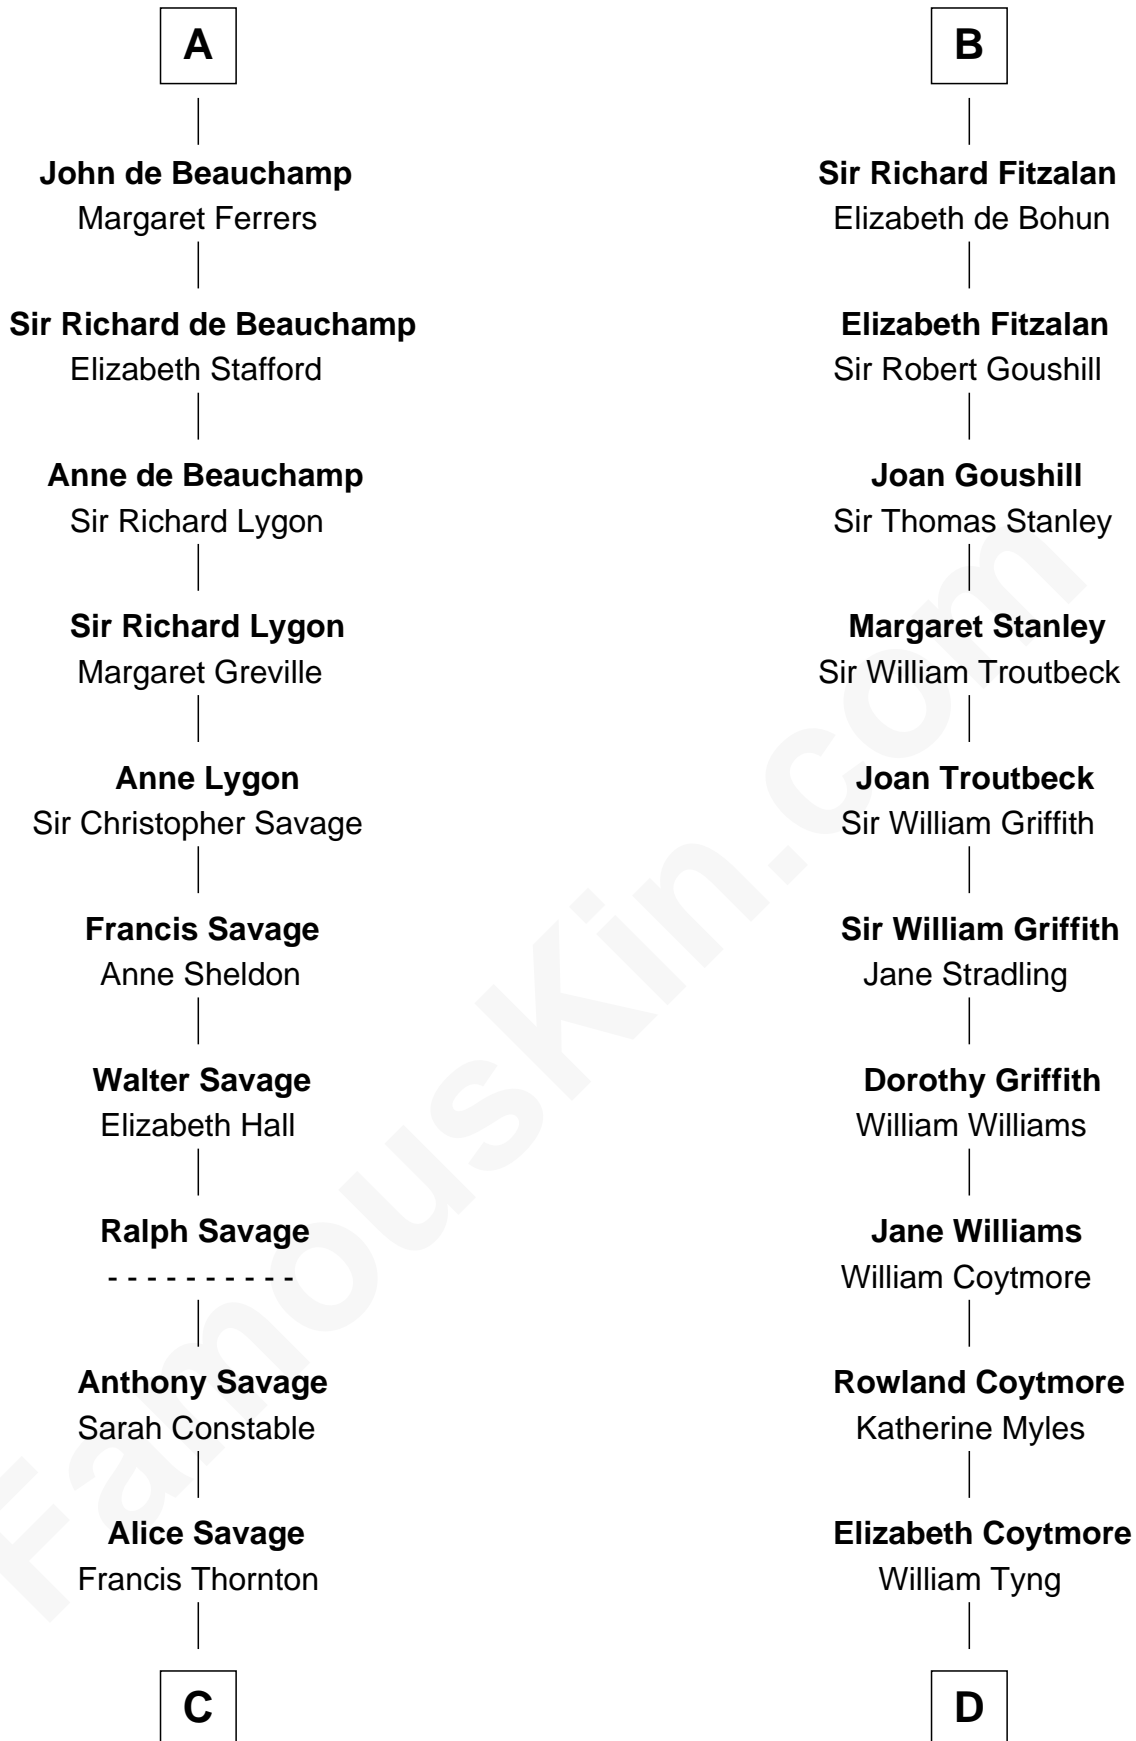 A
John de Beauchamp
Margaret Ferrers
Sir Richard de Beauchamp
Elizabeth Stafford
Anne de Beauchamp
Sir Richard Lygon
Sir Richard Lygon
Margaret Greville
Anne Lygon
Sir Christopher Savage
Francis Savage
Anne Sheldon
Walter Savage
Elizabeth Hall
Ralph Savage
- - - - - - - - - -
Anthony Savage
Sarah Constable
Alice Savage
Francis Thornton
C
B
Sir Richard Fitzalan
Elizabeth de Bohun
Elizabeth Fitzalan
Sir Robert Goushill
Joan Goushill
Sir Thomas Stanley
Margaret Stanley
Sir William Troutbeck
Joan Troutbeck
Sir William Griffith
Sir William Griffith
Jane Stradling
Dorothy Griffith
William Williams
Jane Williams
William Coytmore
Rowland Coytmore
Katherine Myles
Elizabeth Coytmore
William Tyng
D
FamousKin.com